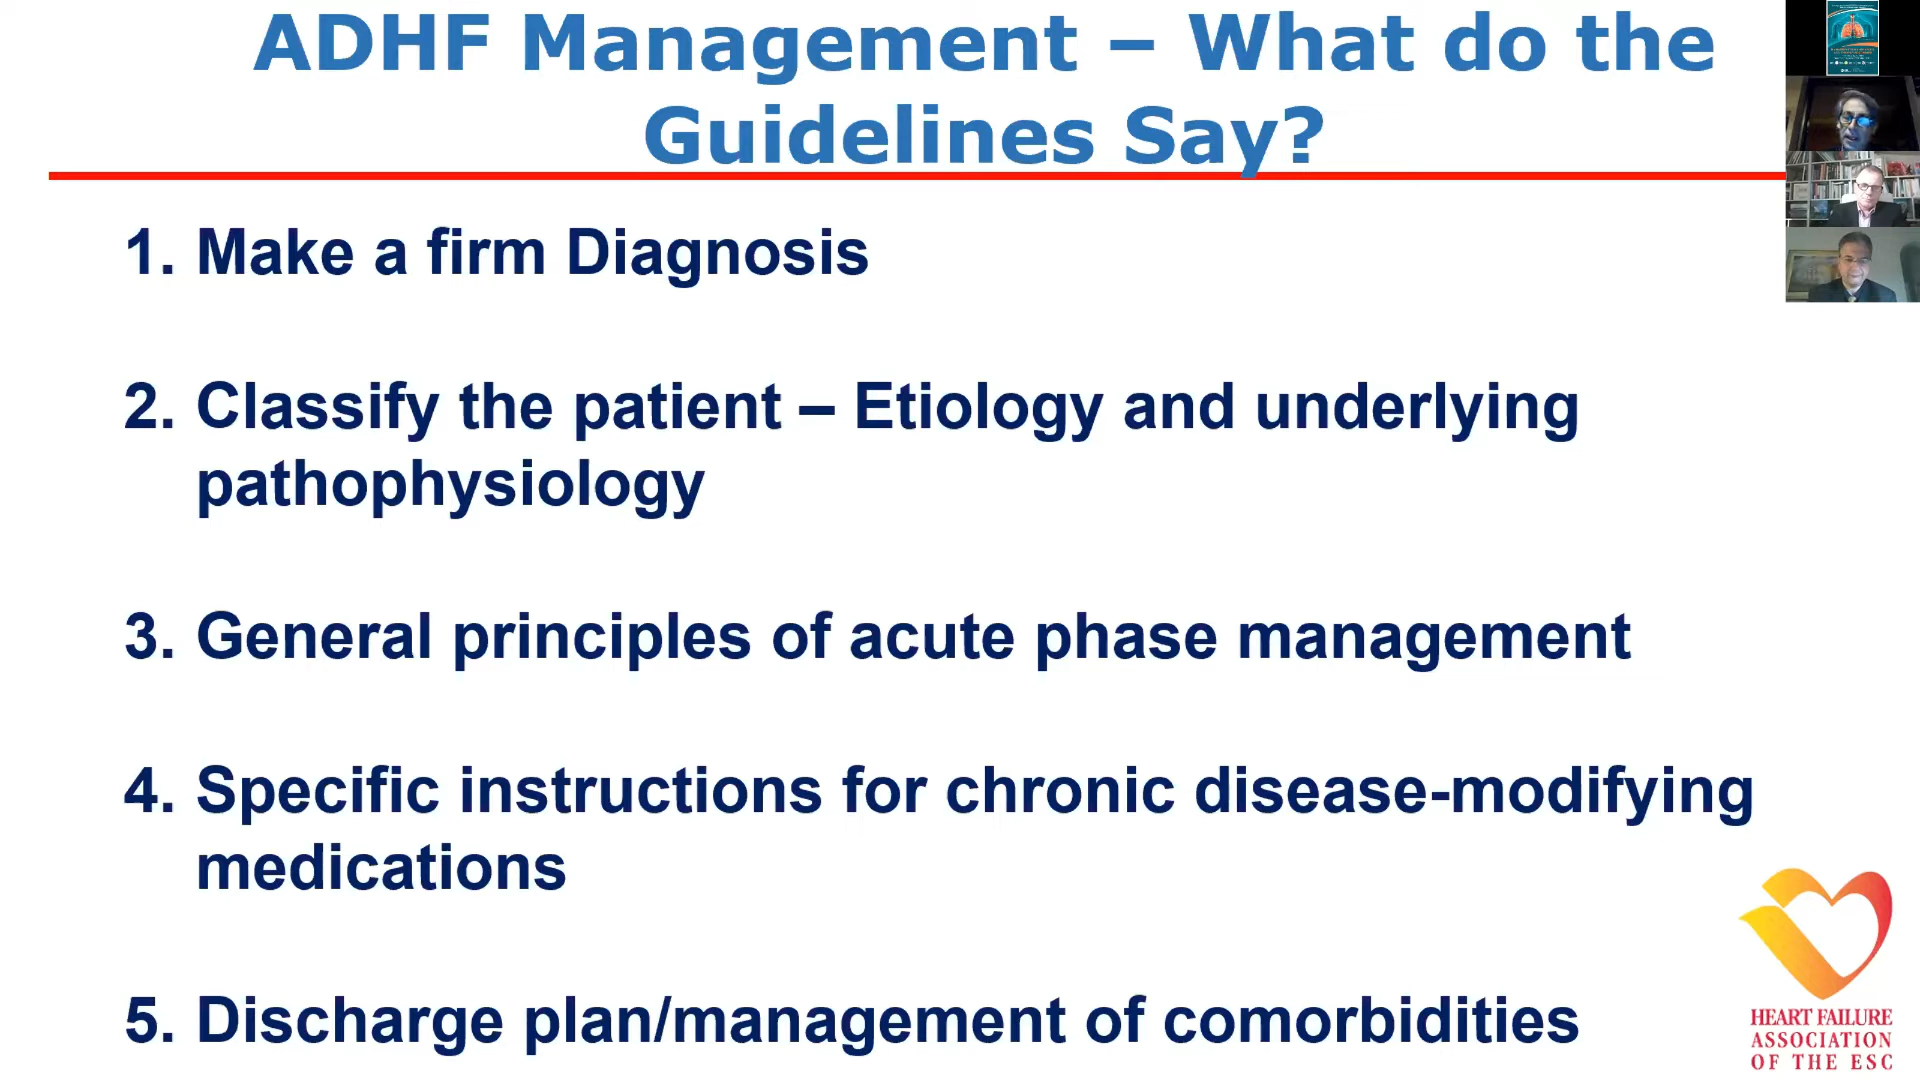 ADHF Management – What do the
Guidelines Say?
1. Make a firm Diagnosis
2. Classify the patient – Etiology and underlying
pathophysiology
3. General principles of acute phase management
4. Specific instructions for chronic disease-modifying
medications
5. Discharge plan/management of comorbidities
HEART FAILURE
ASSOCIATION
OF THE ESC